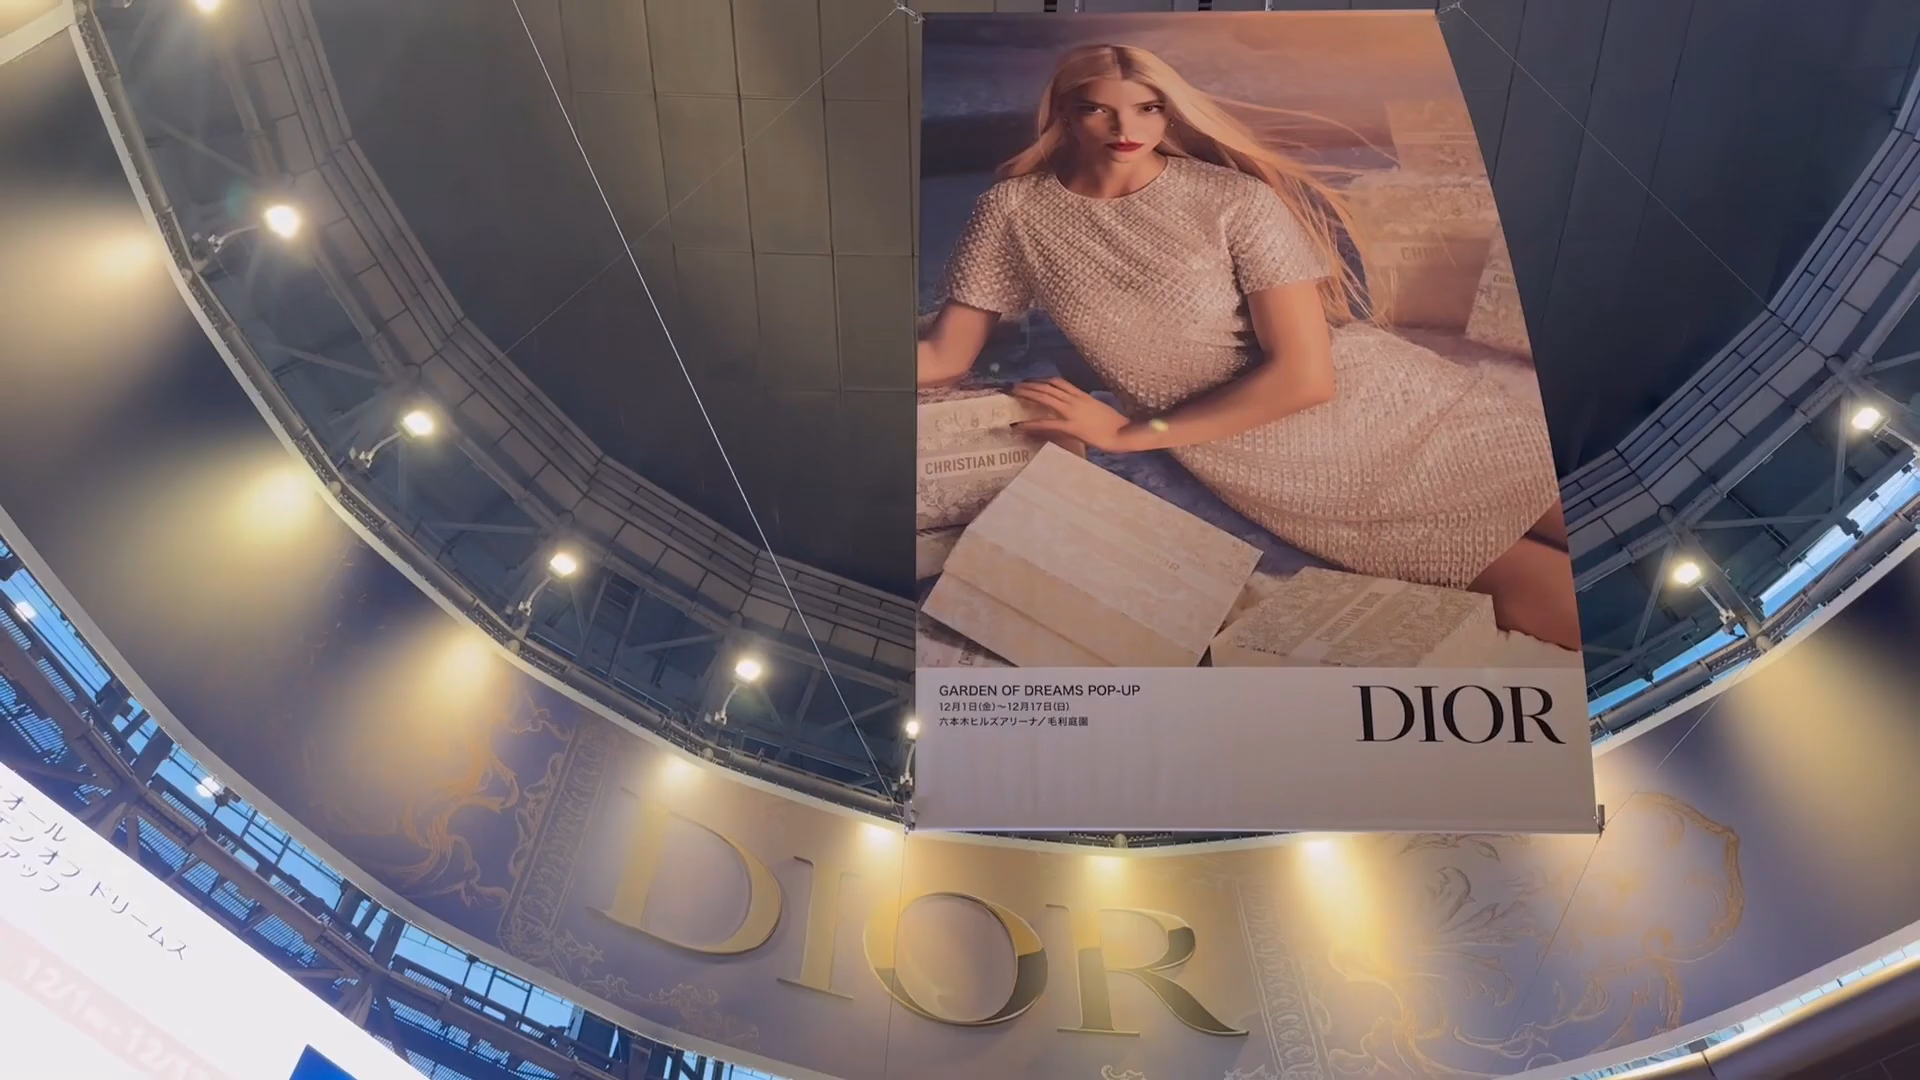 CHRISTIAN DIOR
GARDEN OF DREAMS POP-UP
12月1日(金)～12月17日(日)
六本木ヒルズアリーナ／毛利庭園
DIOR
DIOR
オール
デン オブ ドリームス
アップ